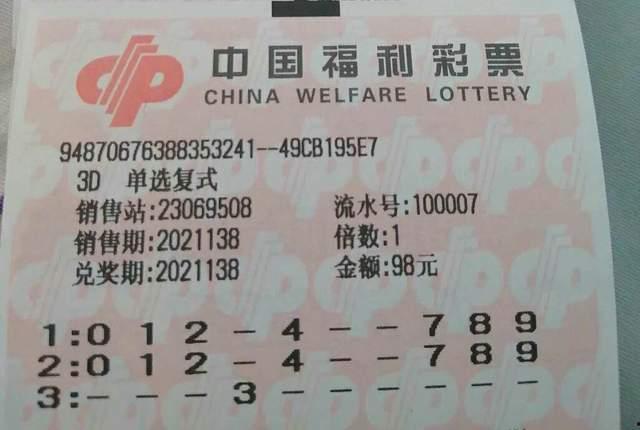 中国福利彩票
CHINA WELFARE LOTTERY
94870676388353241--49CB195E7
3D 单选复式
销售站:23069508 流水号:100007
销售期:2021138 倍数:1
兑奖期:2021138 金额:98元
1:0 1 2 - 4 - - 7 8 9
2:0 1 2 - 4 - - 7 8 9
3:- - - 3 - - - - - -